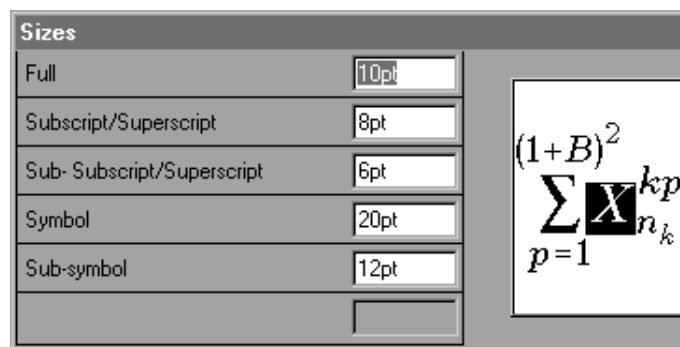 Sizes
Full 10pt
Subscript/Superscript 8pt
Sub- Subscript/Superscript 6pt
Symbol 20pt
Sub-symbol 12pt
(1+B)²
∑ X kp
n k
p=1